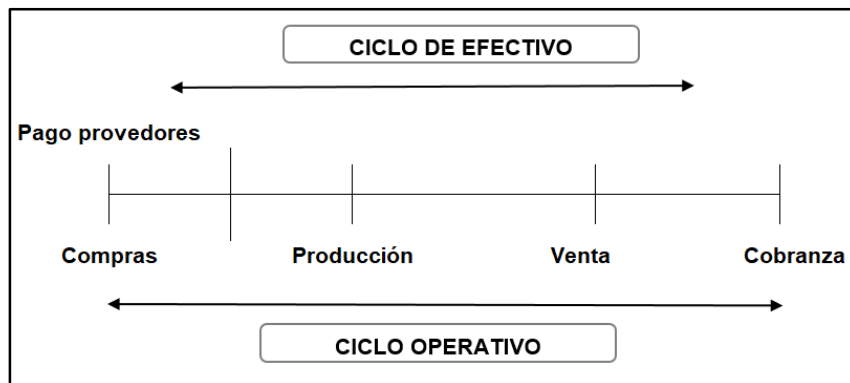 CICLO DE EFECTIVO
Pago provedores
Compras Producción Venta Cobranza
CICLO OPERATIVO